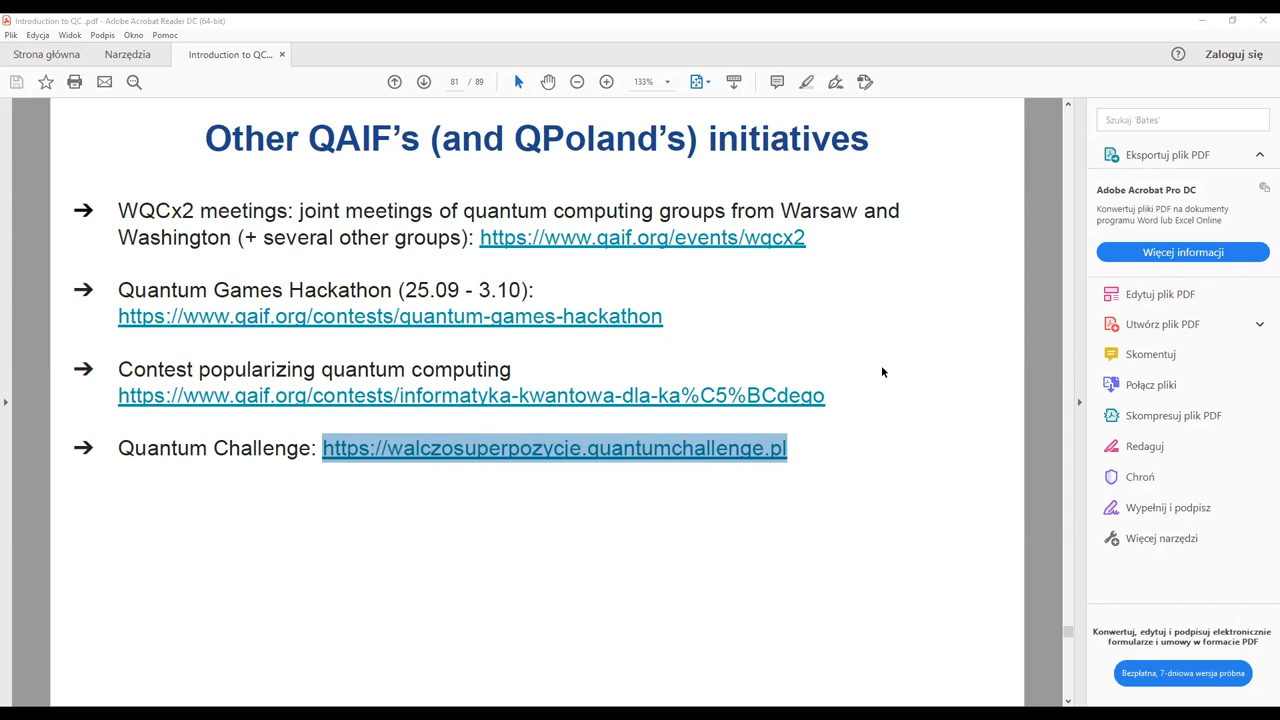 Introduction to QC .pdf - Adobe Acrobat Reader DC (64-bit)
Plik Edycja Widok Podpis Okno Pomoc
Strona główna Narzędzia Introduction to QC... × Zaloguj się
81 / 89 133%
Other QAIF's (and QPoland's) initiatives
➔ WQCx2 meetings: joint meetings of quantum computing groups from Warsaw and
Washington (+ several other groups): https://www.qaif.org/events/wqcx2
➔ Quantum Games Hackathon (25.09 - 3.10):
https://www.qaif.org/contests/quantum-games-hackathon
➔ Contest popularizing quantum computing
https://www.qaif.org/contests/informatyka-kwantowa-dla-ka%C5%BCdego
➔ Quantum Challenge: https://walczosuperpozycje.quantumchallenge.pl
Szukaj 'Bates'
Eksportuj plik PDF
Adobe Acrobat Pro DC
Konwertuj pliki PDF na dokumenty
programu Word lub Excel Online
Więcej informacji
Edytuj plik PDF
Utwórz plik PDF
Skomentuj
Połącz pliki
Skompresuj plik PDF
Redaguj
Chroń
Wypełnij i podpisz
Więcej narzędzi
Konwertuj, edytuj i podpisuj elektronicznie
formularze i umowy w formacie PDF
Bezpłatna, 7-dniowa wersja próbna